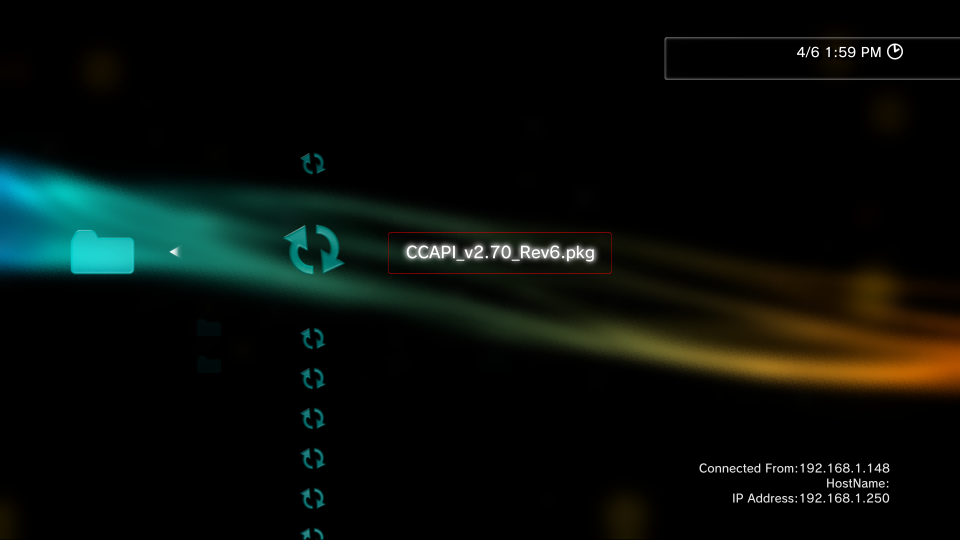 4/6 1:59 PM
CCAPI_v2.70_Rev6.pkg
Connected From:192.168.1.148
HostName:
IP Address:192.168.1.250